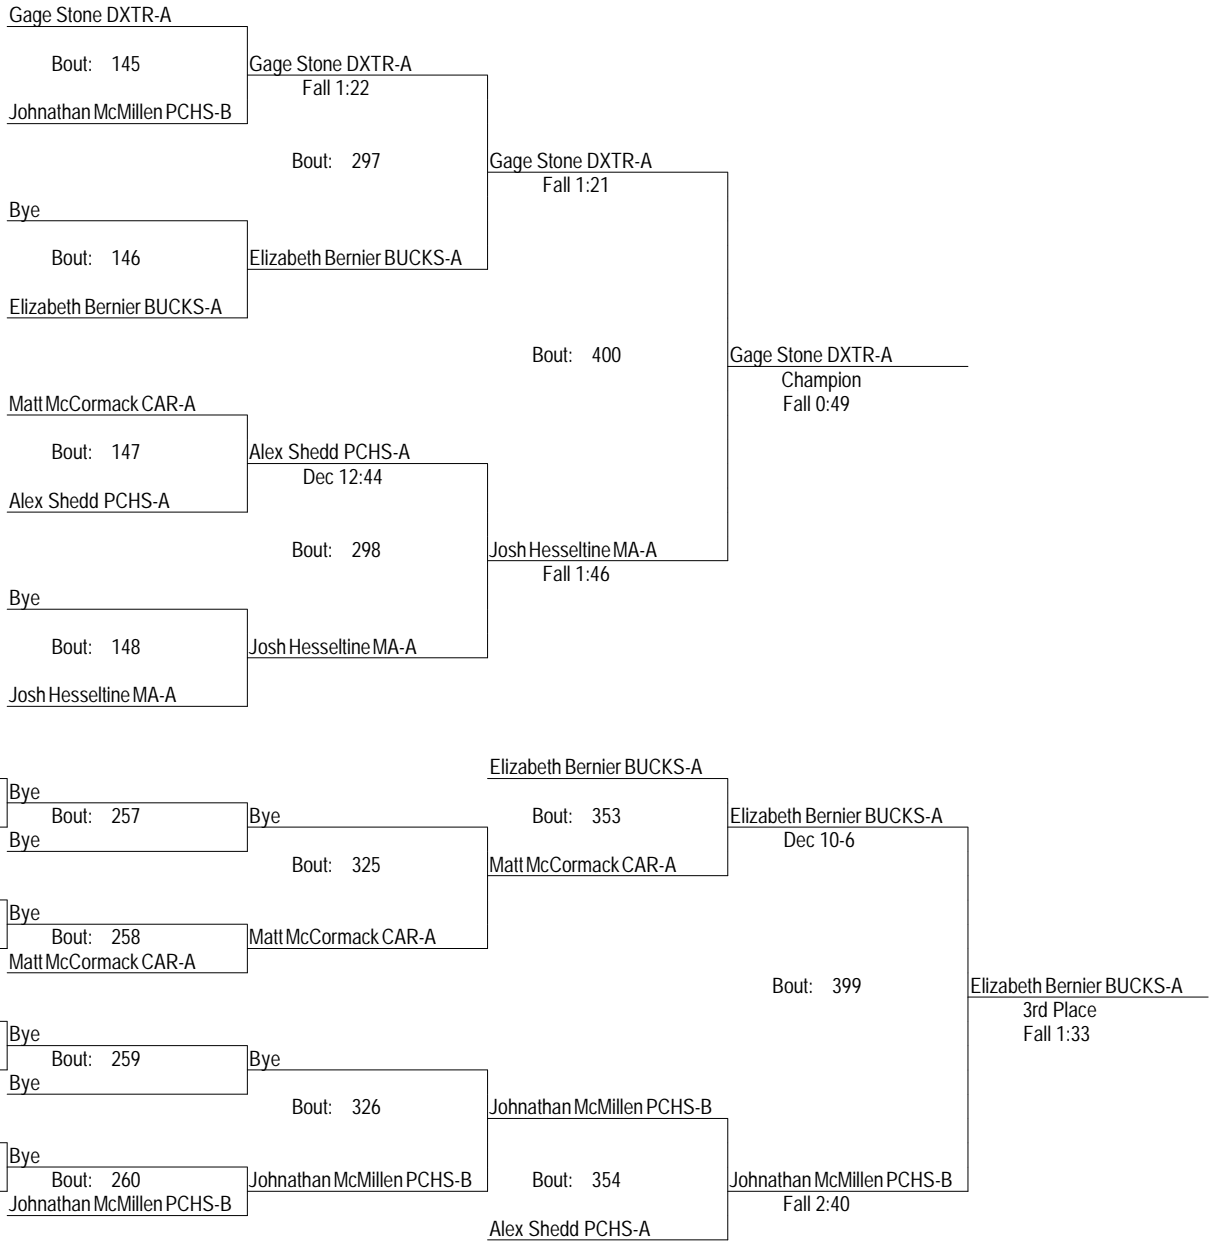 Gage Stone DXTR-A
Bout: 145
Gage Stone DXTR-A
Fall 1:22
Johnathan McMillen PCHS-B
Bout: 297
Gage Stone DXTR-A
Fall 1:21
Bye
Bout: 146
Elizabeth Bernier BUCKS-A
Elizabeth Bernier BUCKS-A
Bout: 400
Gage Stone DXTR-A
Champion
Fall 0:49
Matt McCormack CAR-A
Bout: 147
Alex Shedd PCHS-A
Dec 12:44
Alex Shedd PCHS-A
Bout: 298
Josh Hesseltine MA-A
Fall 1:46
Bye
Bout: 148
Josh Hesseltine MA-A
Josh Hesseltine MA-A
Elizabeth Bernier BUCKS-A
Bye
Bout: 257
Bye
Bout: 353
Elizabeth Bernier BUCKS-A
Bye
Dec 10-6
Bout: 325
Matt McCormack CAR-A
Bye
Bout: 258
Matt McCormack CAR-A
Matt McCormack CAR-A
Bout: 399
Elizabeth Bernier BUCKS-A
3rd Place
Fall 1:33
Bye
Bout: 259
Bye
Bye
Bout: 326
Johnathan McMillen PCHS-B
Bye
Bout: 260
Johnathan McMillen PCHS-B
Bout: 354
Johnathan McMillen PCHS-B
Johnathan McMillen PCHS-B
Fall 2:40
Alex Shedd PCHS-A